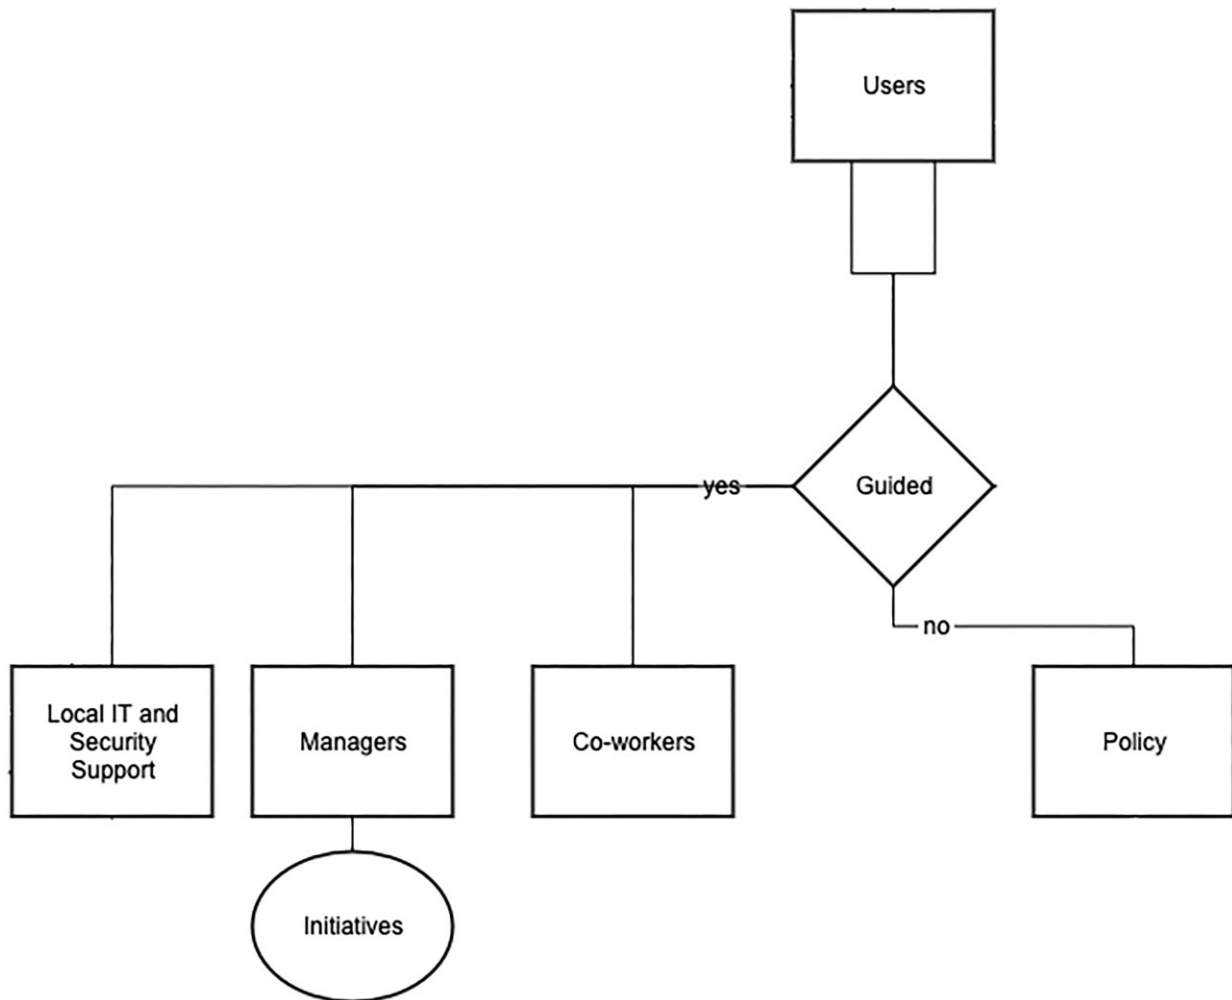 Users
yes
Guided
no
Local IT and
Security
Support
Managers
Co-workers
Policy
Initiatives